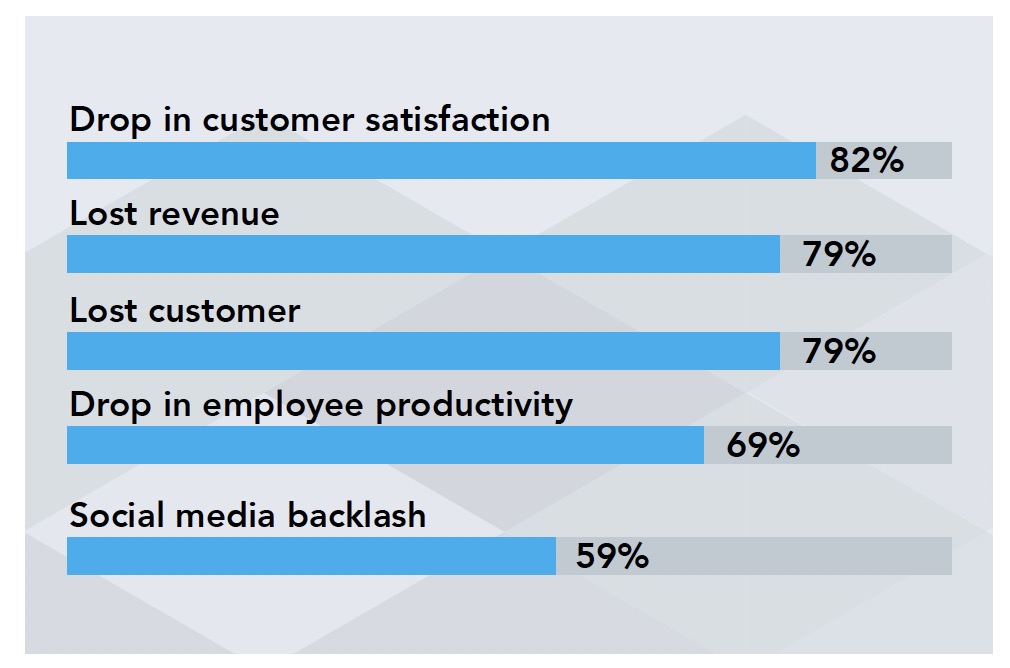 Drop in customer satisfaction
82%
Lost revenue
79%
Lost customer
79%
Drop in employee productivity
69%
Social media backlash
59%